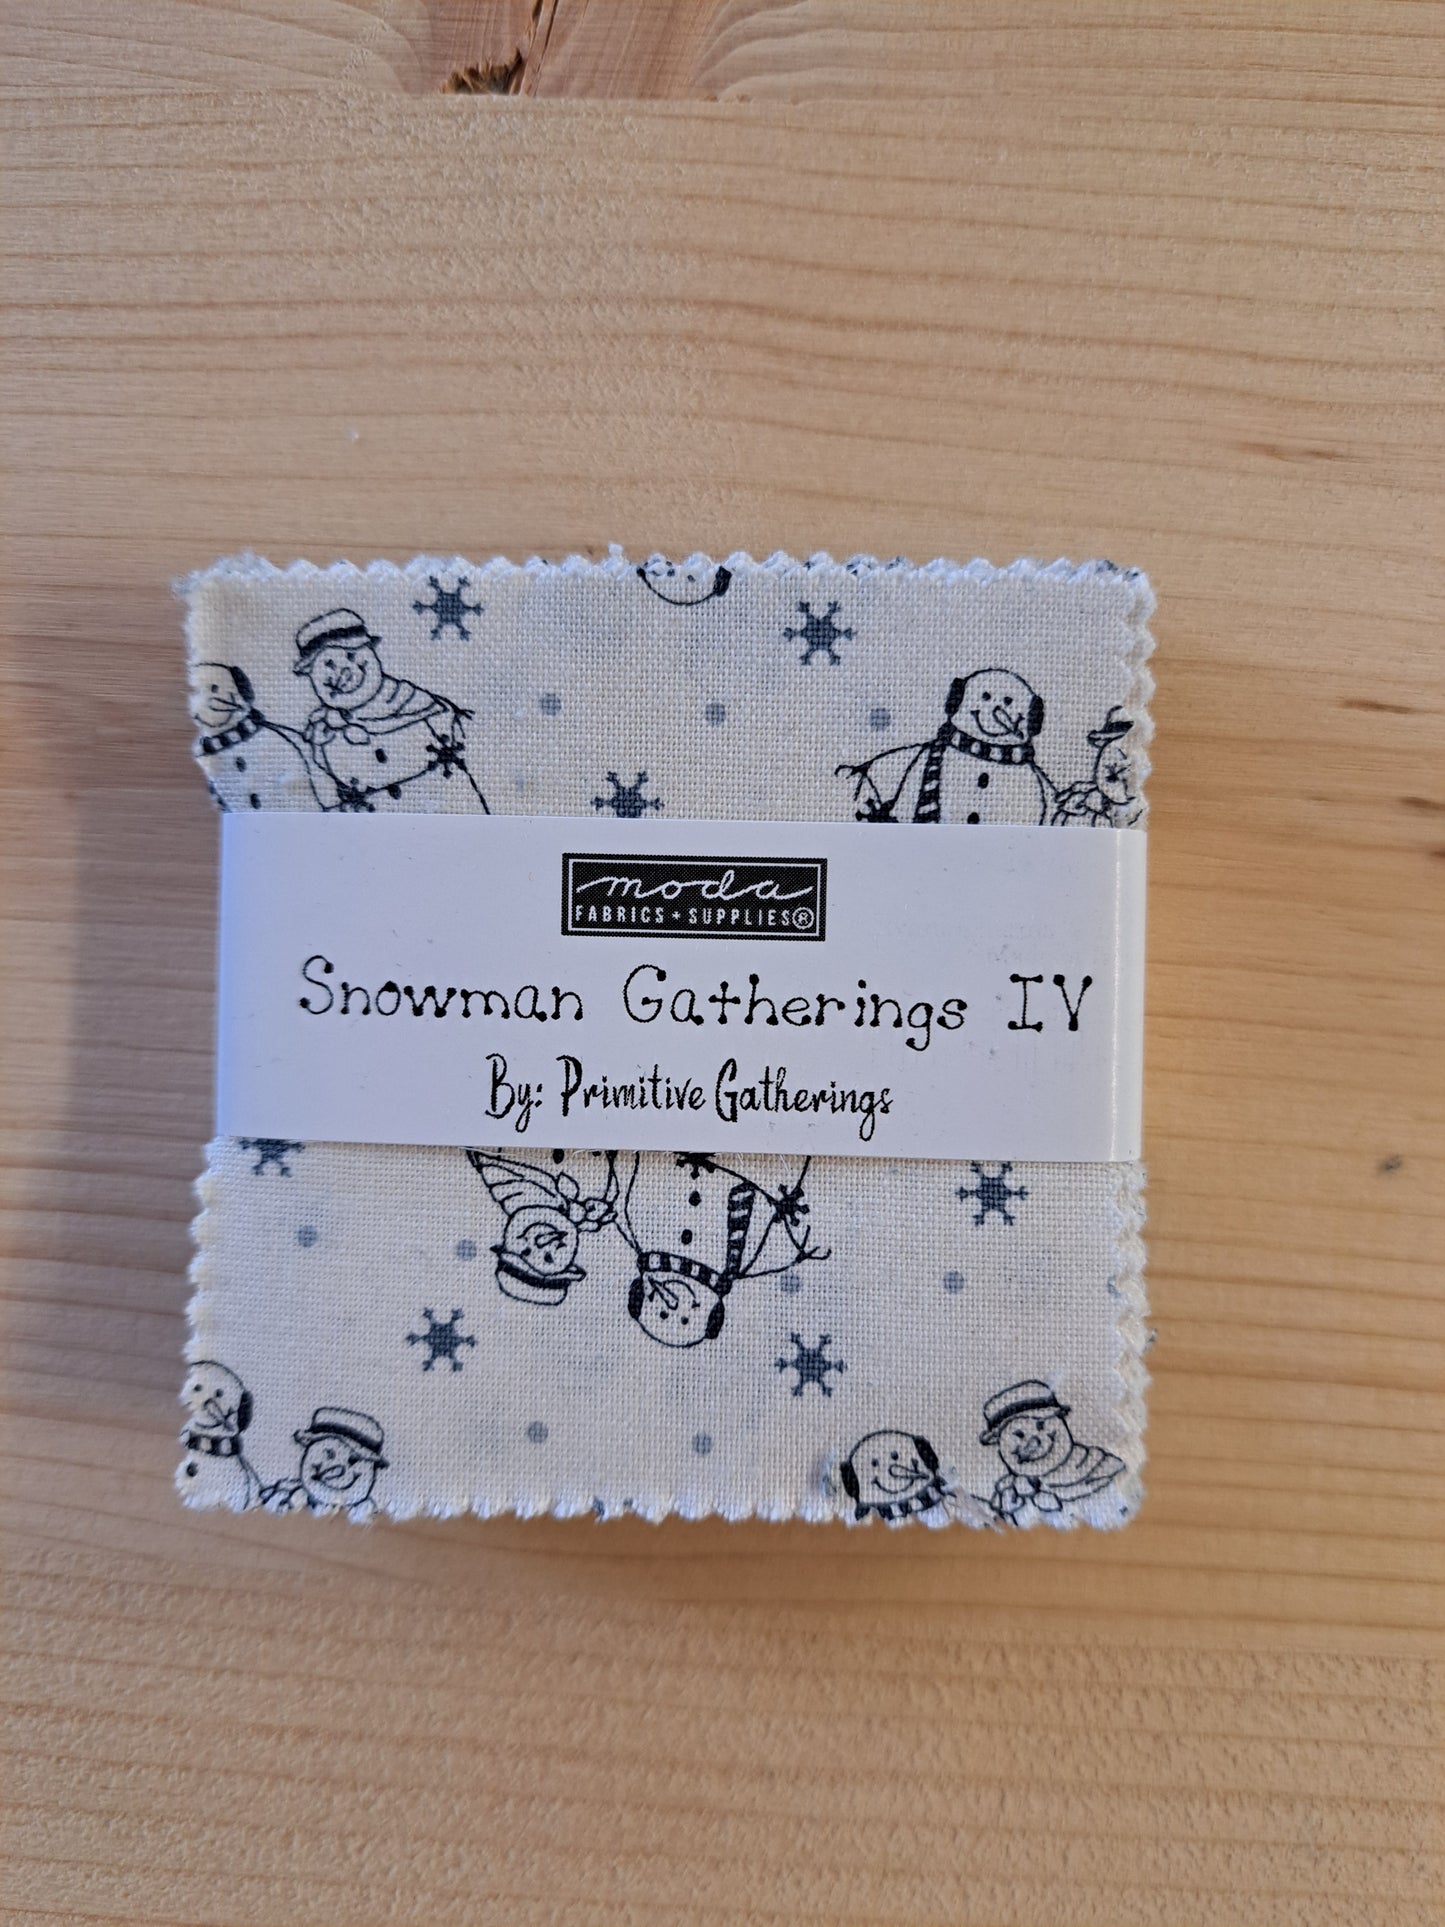 moda
FABRICS + SUPPLIES®
Snowman Gatherings IV
By: Primitive Gatherings